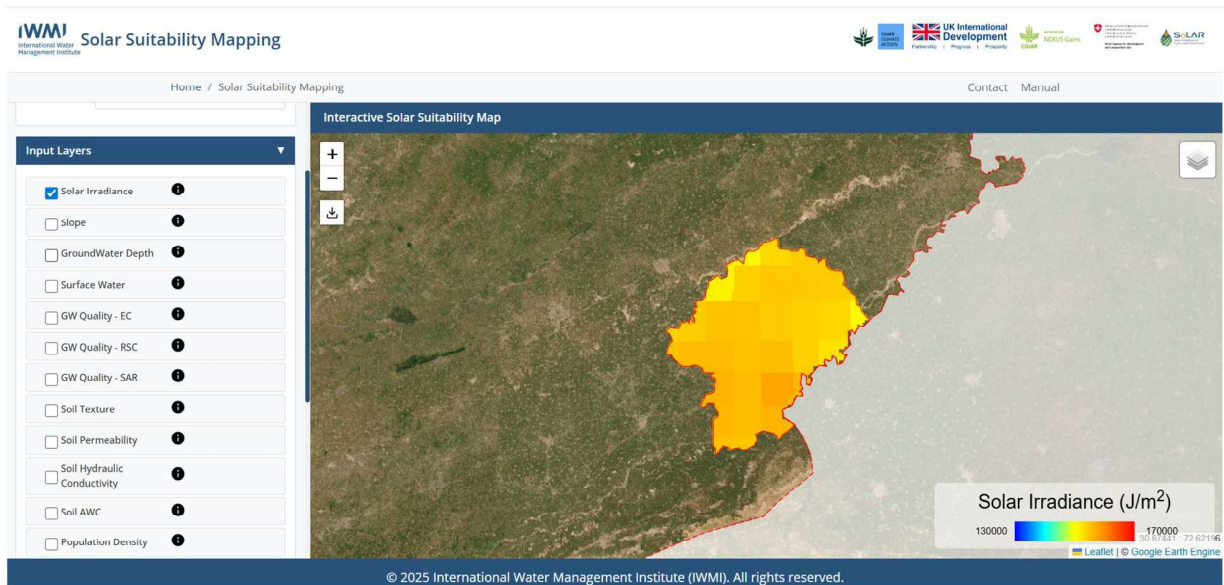 IWMI
International Water
Management Institute
Solar Suitability Mapping
UK International
Development
Partnership | Progress | Prosperity
CGIAR
NEXUS Gains
SoLAR
Home / Solar Suitability Mapping
Contact Manual
Input Layers ▼
Solar Irradiance
Slope
GroundWater Depth
Surface Water
GW Quality - EC
GW Quality - RSC
GW Quality - SAR
Soil Texture
Soil Permeability
Soil Hydraulic
Conductivity
Soil AWC
Population Density
Interactive Solar Suitability Map
+
−
Solar Irradiance (J/m²)
130000 170000
Leaflet | © Google Earth Engine
© 2025 International Water Management Institute (IWMI). All rights reserved.